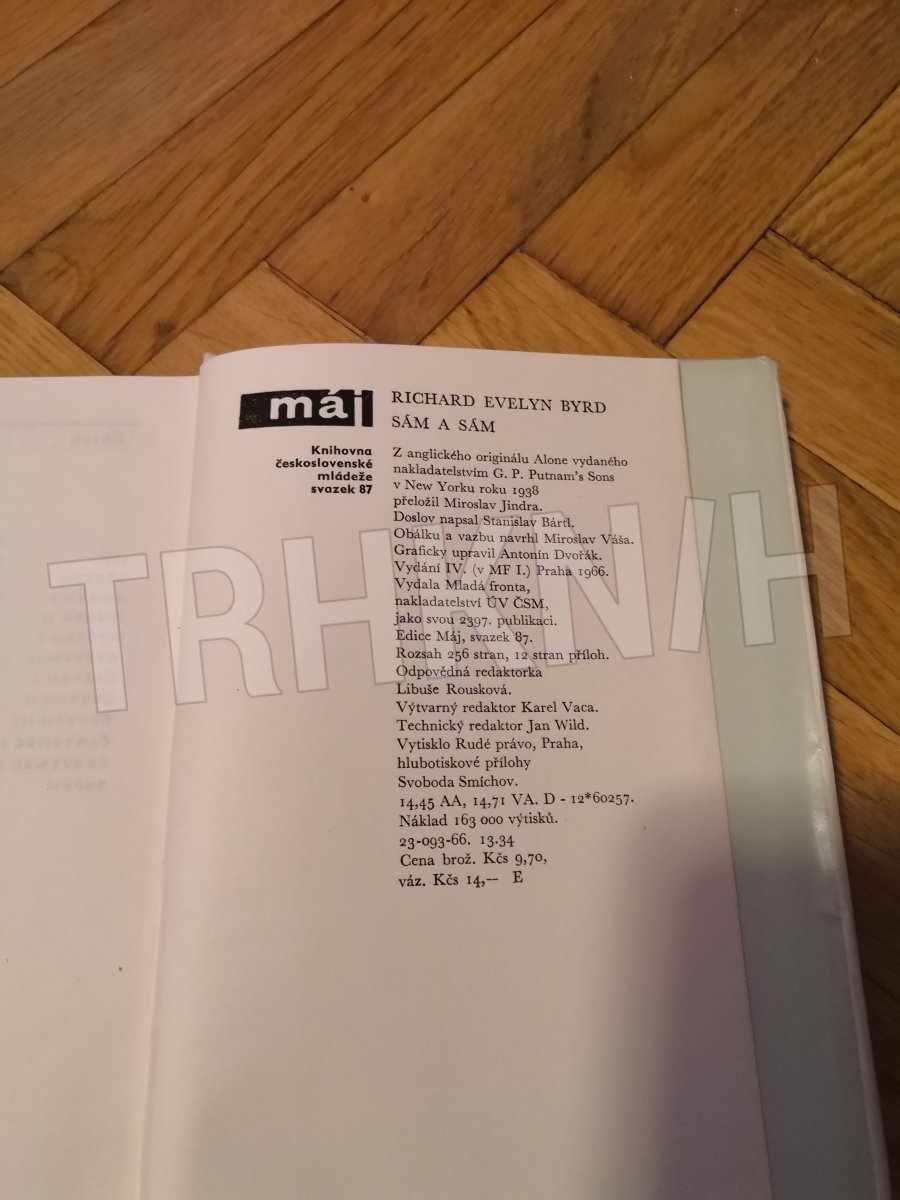 máj
Knihovna
československé
mládeže
svazek 87
RICHARD EVELYN BYRD
SÁM A SÁM
Z anglického originálu Alone vydaného
nakladatelstvím G. P. Putnam's Sons
v New Yorku roku 1938
přeložil Miroslav Jindra.
Doslov napsal Stanislav Bártl.
Obálku a vazbu navrhl Miroslav Váša.
Graficky upravil Antonín Dvořák.
Vydání IV. (v MF I.) Praha 1966.
Vydala Mladá fronta,
nakladatelství ÚV ČSM,
jako svou 2397. publikaci.
Edice Máj, svazek 87.
Rozsah 256 stran, 12 stran příloh.
Odpovědná redaktorka
Libuše Rousková.
Výtvarný redaktor Karel Vaca.
Technický redaktor Jan Wild.
Vytisklo Rudé právo, Praha,
hlubotiskové přílohy
Svoboda Smíchov.
14,45 AA, 14,71 VA. D - 12*60257.
Náklad 163 000 výtisků.
23-093-66. 13.34
Cena brož. Kčs 9,70,
váz. Kčs 14,— E
TRHKNIH